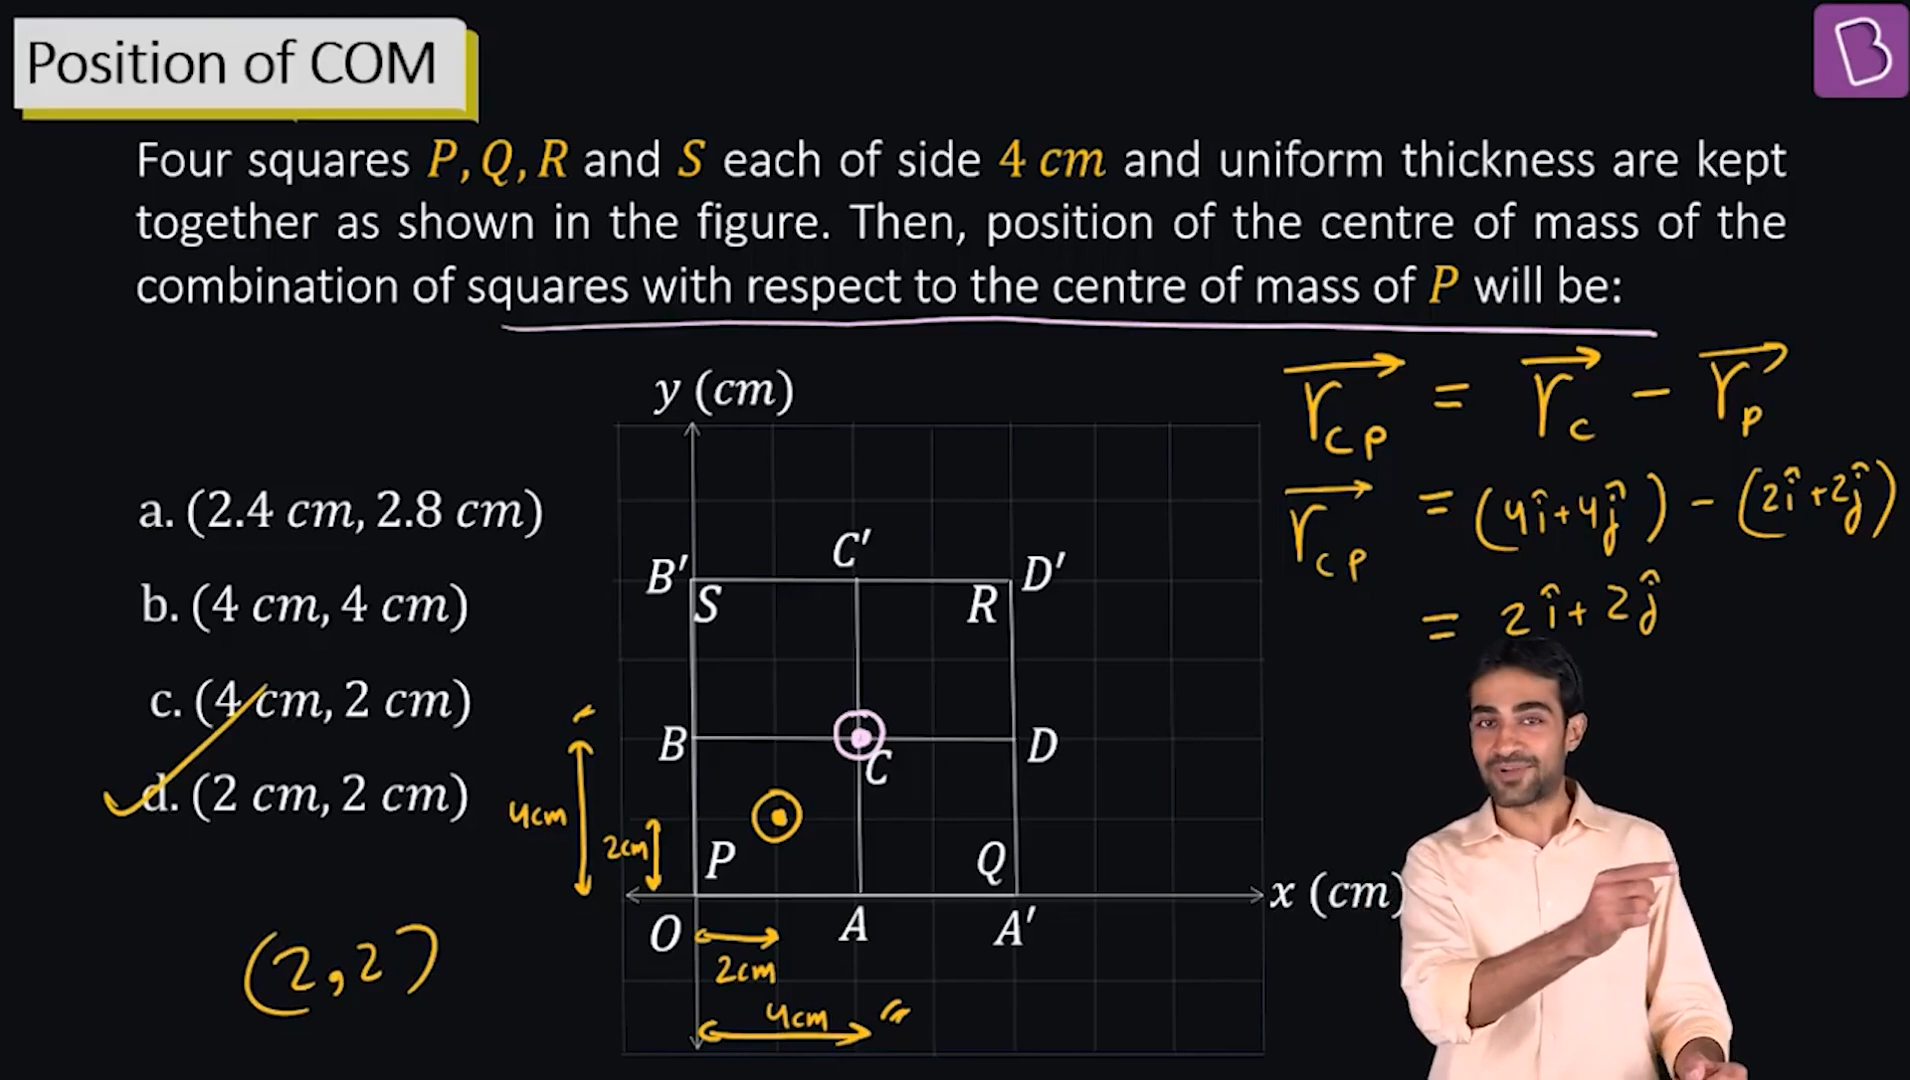 Position of COM
B
Four squares P, Q, R and S each of side 4 cm and uniform thickness are kept
together as shown in the figure. Then, position of the centre of mass of the
combination of squares with respect to the centre of mass of P will be:
a. (2.4 cm, 2.8 cm)
b. (4 cm, 4 cm)
c. (4 cm, 2 cm)
d. (2 cm, 2 cm)
(2,2)
y (cm)
B′ S C′ R D′
B C D
4cm
2cm P Q
x (cm)
O A A′
2cm
4cm
r⃗cp = r⃗c − r⃗p
r⃗cp = (4î+4ĵ) − (2î+2ĵ)
= 2î+2ĵ